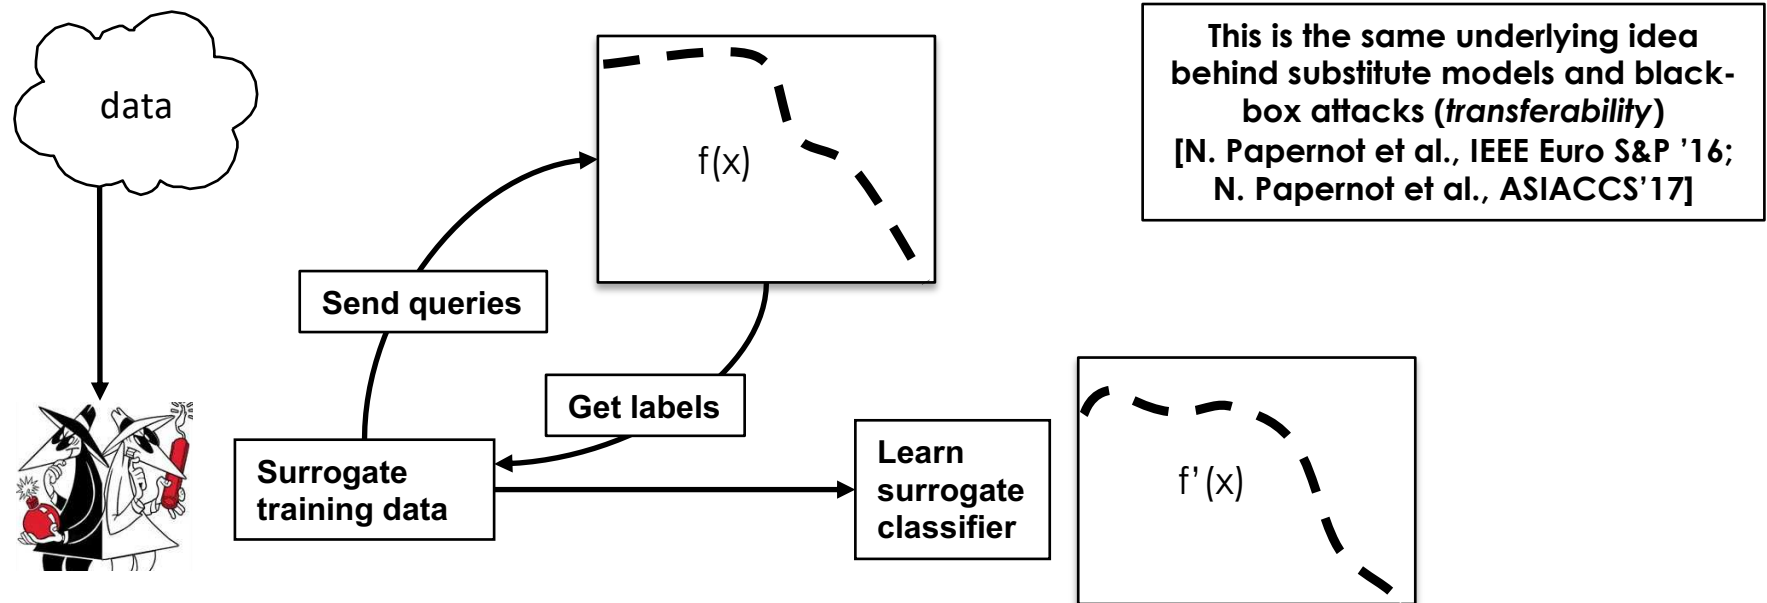 data
f(x)
This is the same underlying idea
behind substitute models and black-
box attacks (transferability)
[N. Papernot et al., IEEE Euro S&P ’16;
N. Papernot et al., ASIACCS’17]
Send queries
Get labels
Surrogate
training data
Learn
surrogate
classifier
f’(x)